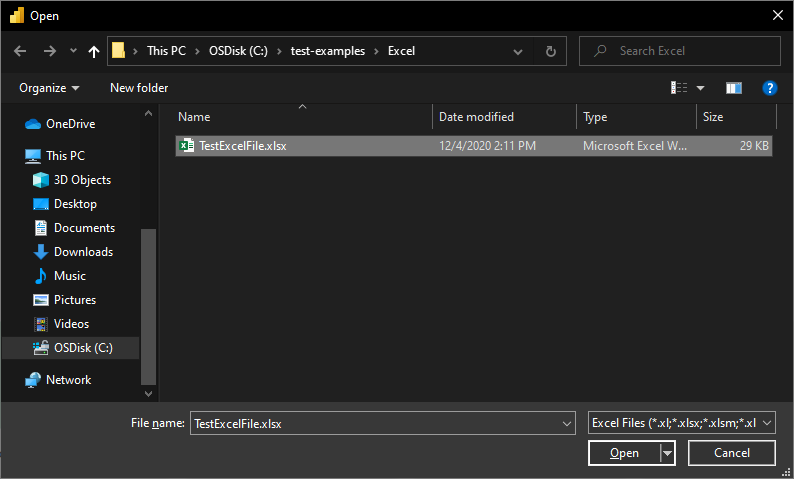 Open
This PC > OSDisk (C:) > test-examples > Excel
Search Excel
Organize
New folder
?
Name
Date modified
Type
Size
TestExcelFile.xlsx
12/4/2020 2:11 PM
Microsoft Excel W...
29 KB
OneDrive
This PC
3D Objects
Desktop
Documents
Downloads
Music
Pictures
Videos
OSDisk (C:)
Network
File name:
TestExcelFile.xlsx
Excel Files (*.xl;*.xlsx;*.xlsm;*.xl
Open
Cancel